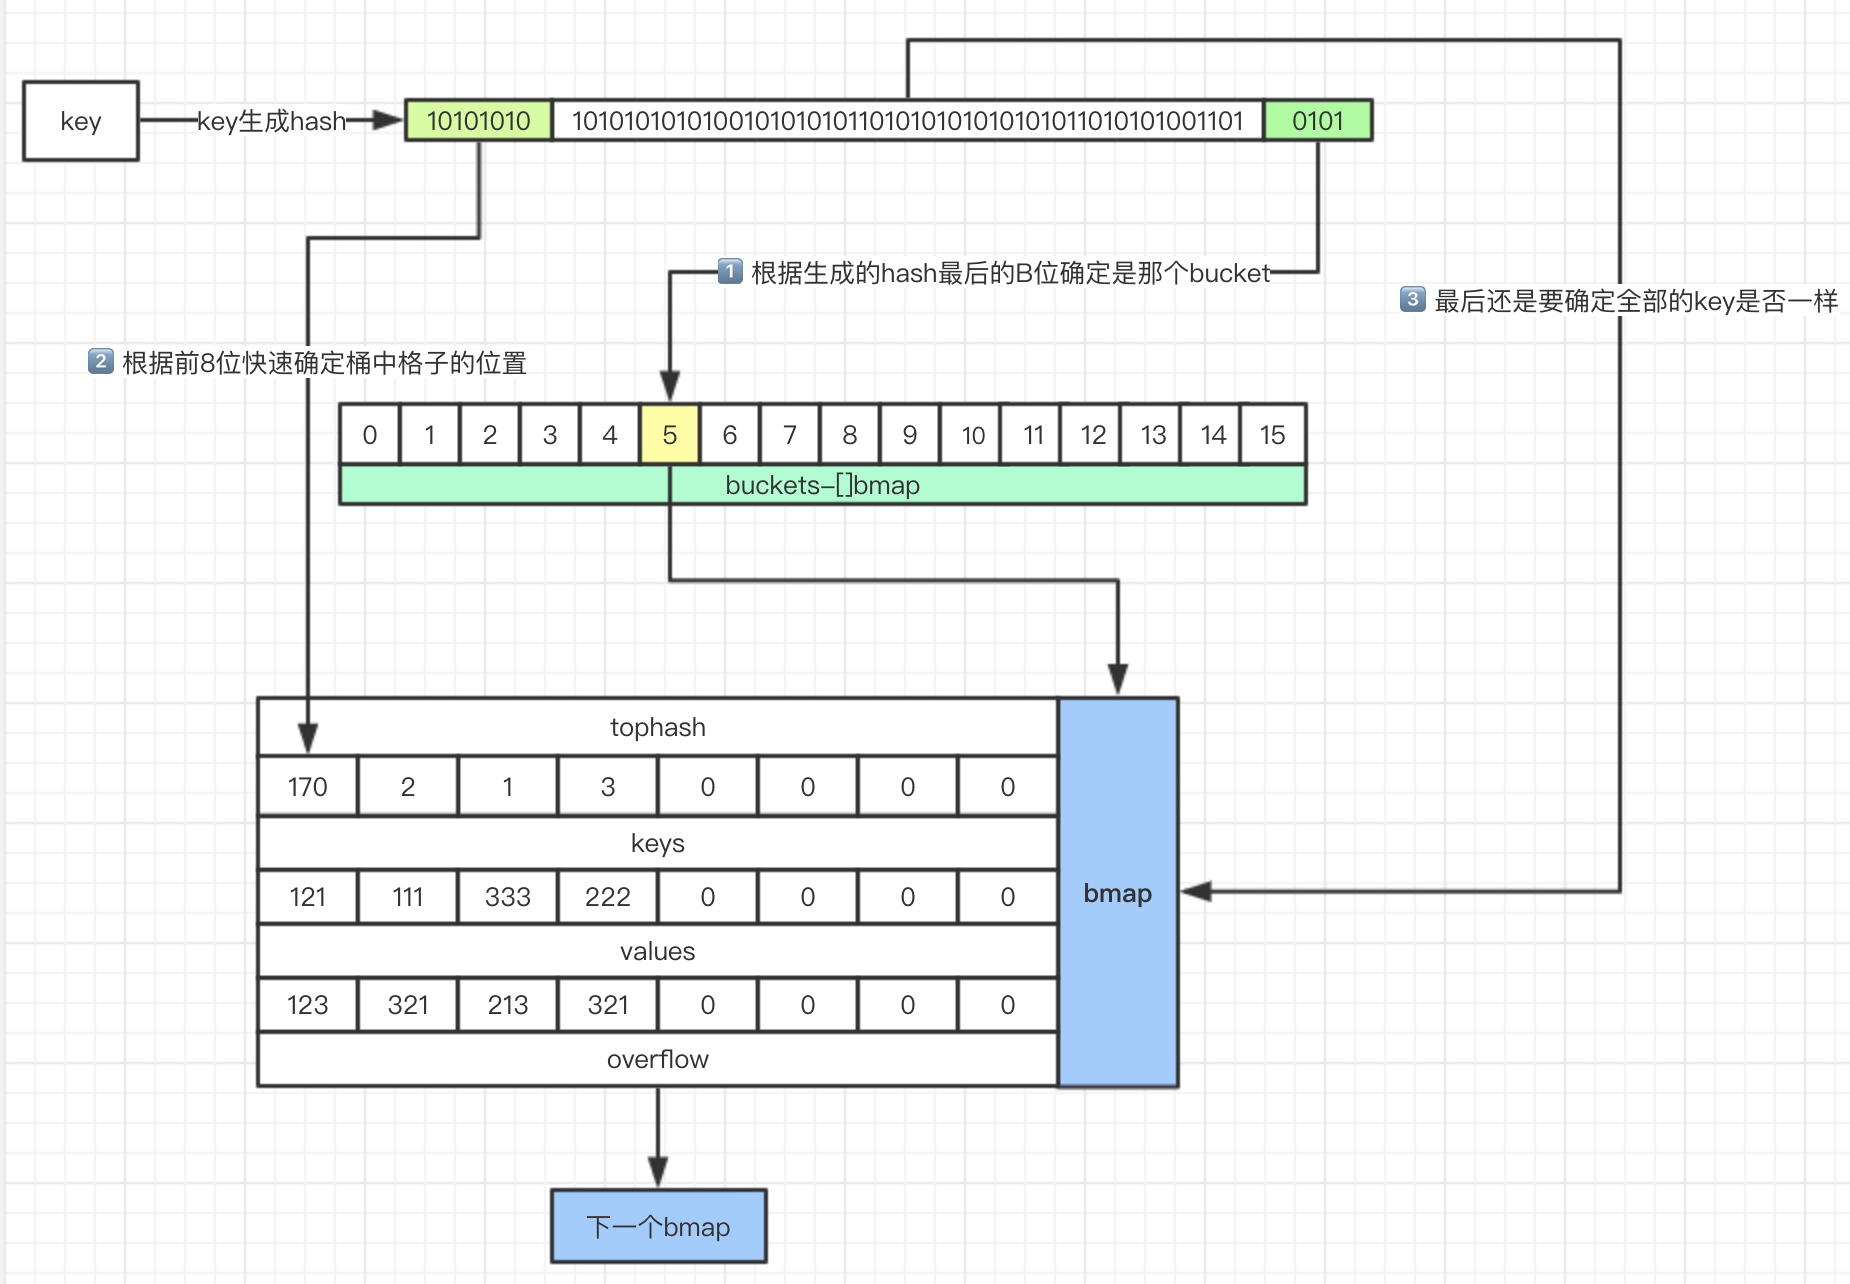 key
key生成hash
10101010
1010101010100101010101101010101010101011010101001101
0101
1 根据生成的hash最后的B位确定是那个bucket
3 最后还是要确定全部的key是否一样
2 根据前8位快速确定桶中格子的位置
0 1 2 3 4 5 6 7 8 9 10 11 12 13 14 15
buckets-[]bmap
tophash
170 2 1 3 0 0 0 0
keys
121 111 333 222 0 0 0 0
bmap
values
123 321 213 321 0 0 0 0
overflow
下一个bmap